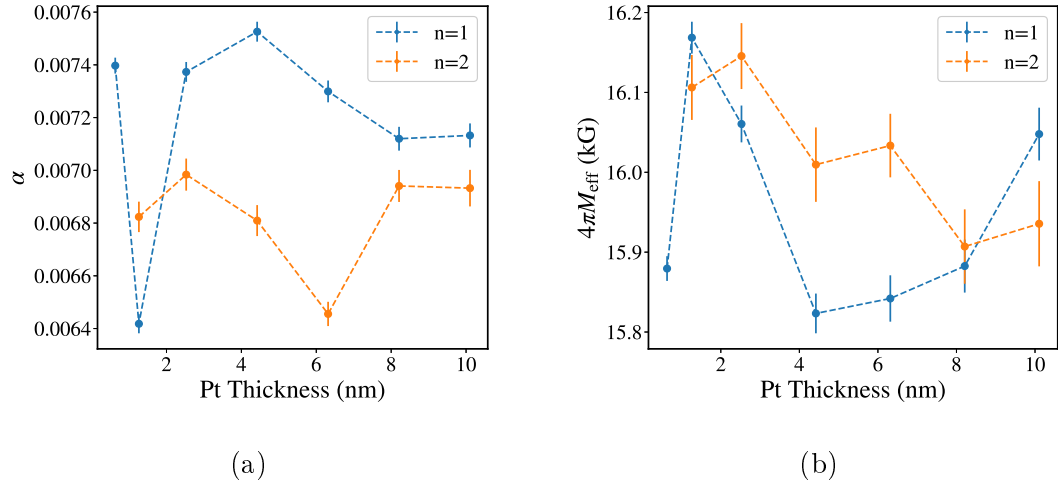 0.0076
0.0074
0.0072
0.0070
0.0068
0.0066
0.0064
α
2 4 6 8 10
Pt Thickness (nm)
n=1
n=2
(a)
16.2
16.1
16.0
15.9
15.8
4πM_eff (kG)
2 4 6 8 10
Pt Thickness (nm)
n=1
n=2
(b)